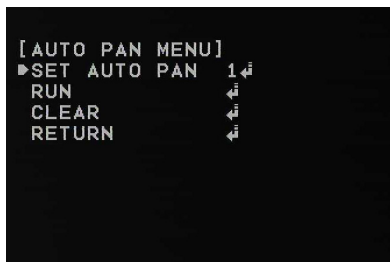 [AUTO PAN MENU]
▶SET AUTO PAN 1↲
RUN ↲
CLEAR ↲
RETURN ↲